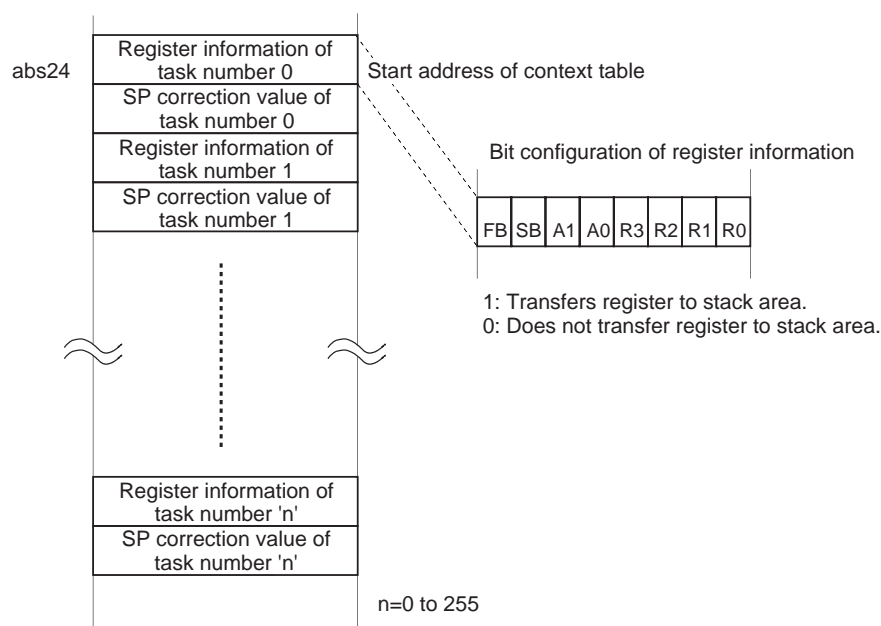 abs24
Register information of
task number 0
Start address of context table
SP correction value of
task number 0
Register information of
task number 1
SP correction value of
task number 1
Bit configuration of register information
FB SB A1 A0 R3 R2 R1 R0
1: Transfers register to stack area.
0: Does not transfer register to stack area.
Register information of
task number 'n'
SP correction value of
task number 'n'
n=0 to 255